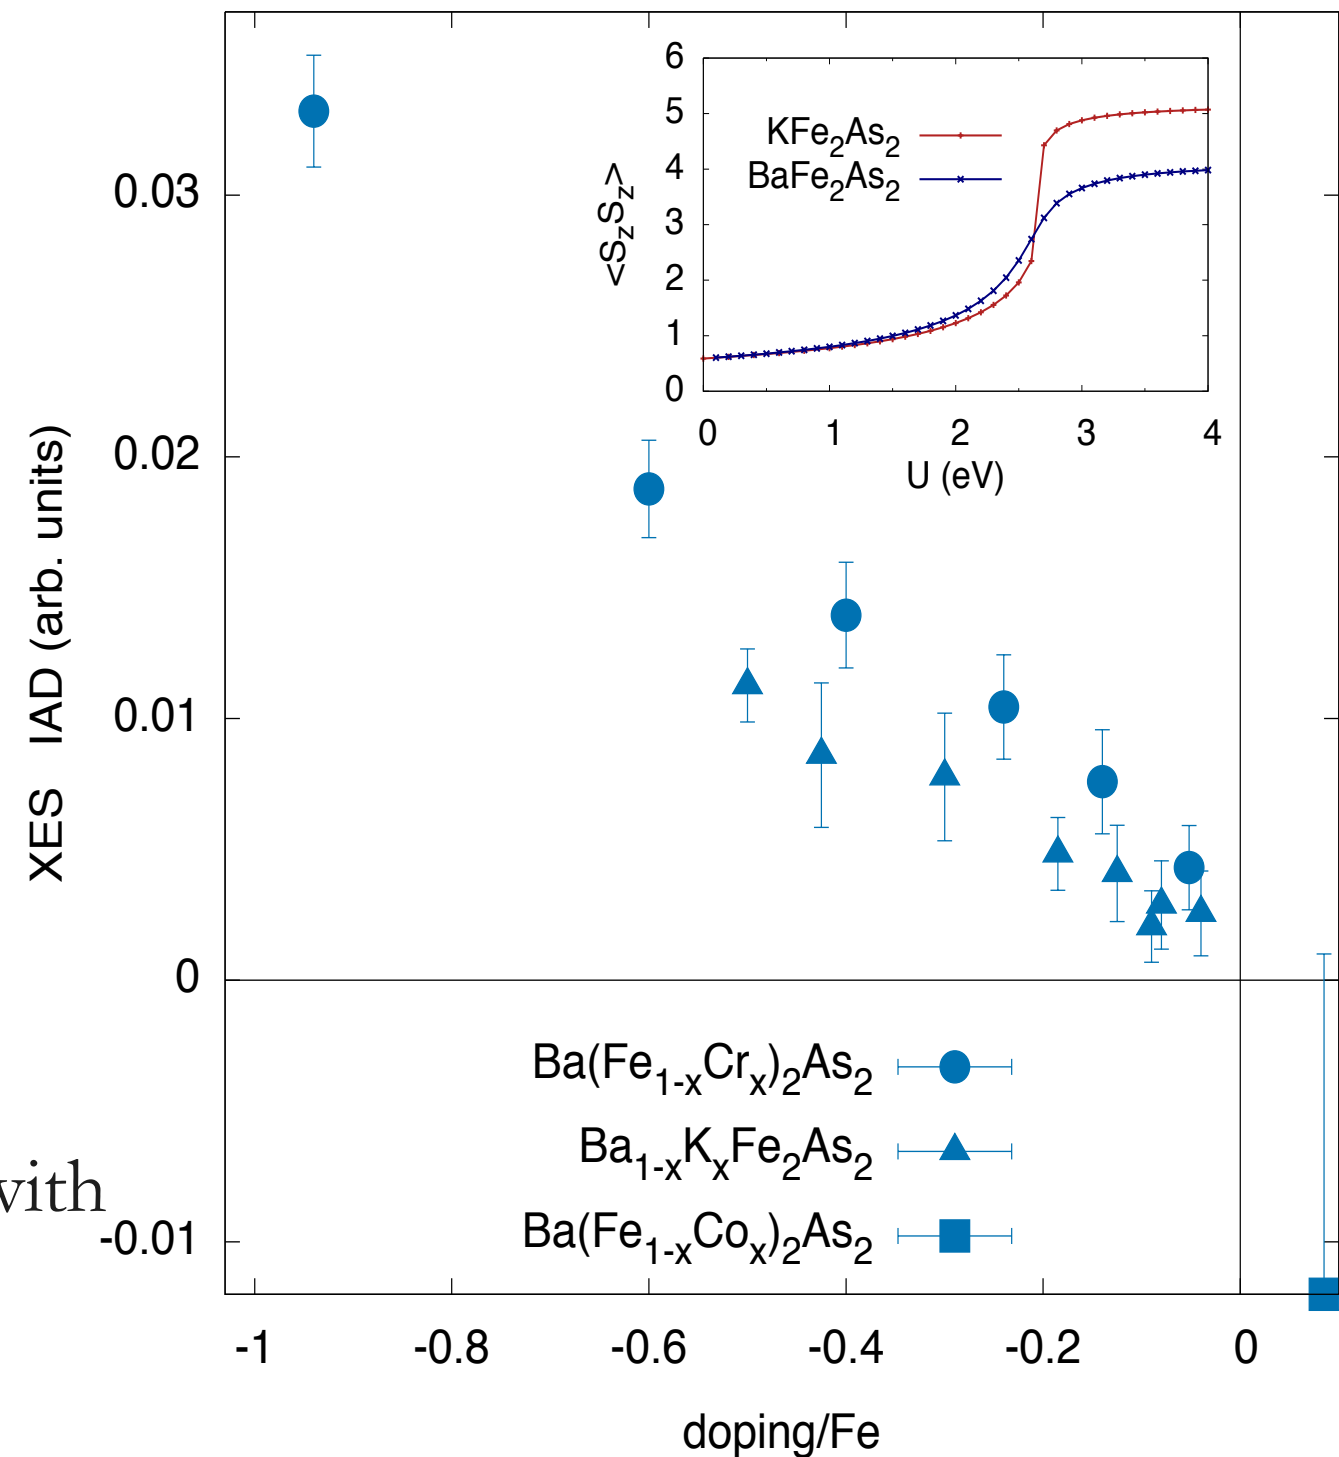 6
5
4
3
2
1
0
<SzSz>
KFe2As2
BaFe2As2
0 1 2 3 4
U (eV)
0.03
0.02
0.01
0
-0.01
XES IAD (arb. units)
Ba(Fe1-xCrx)2As2
Ba1-xKxFe2As2
Ba(Fe1-xCox)2As2
with
-1 -0.8 -0.6 -0.4 -0.2 0
doping/Fe